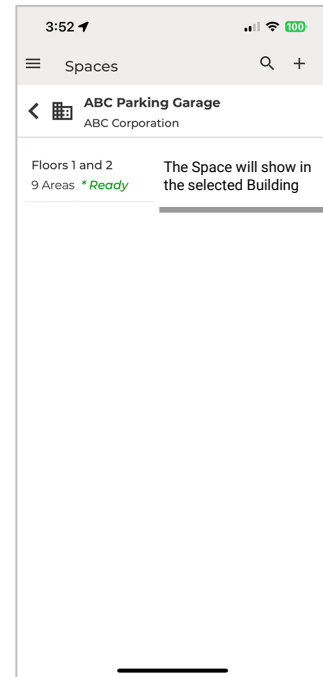 3:52
100
Spaces
ABC Parking Garage
ABC Corporation
Floors 1 and 2
9 Areas * Ready
The Space will show in
the selected Building